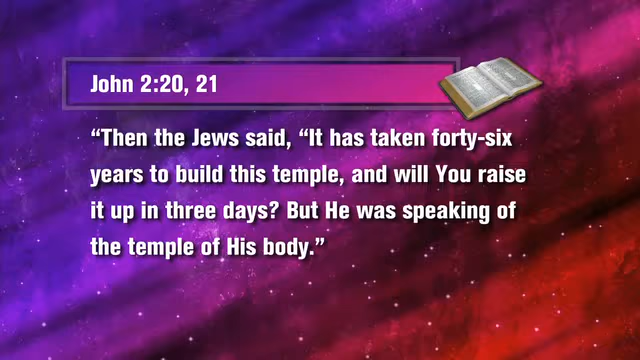 John 2:20, 21
“Then the Jews said, “It has taken forty-six
years to build this temple, and will You raise
it up in three days? But He was speaking of
the temple of His body.”